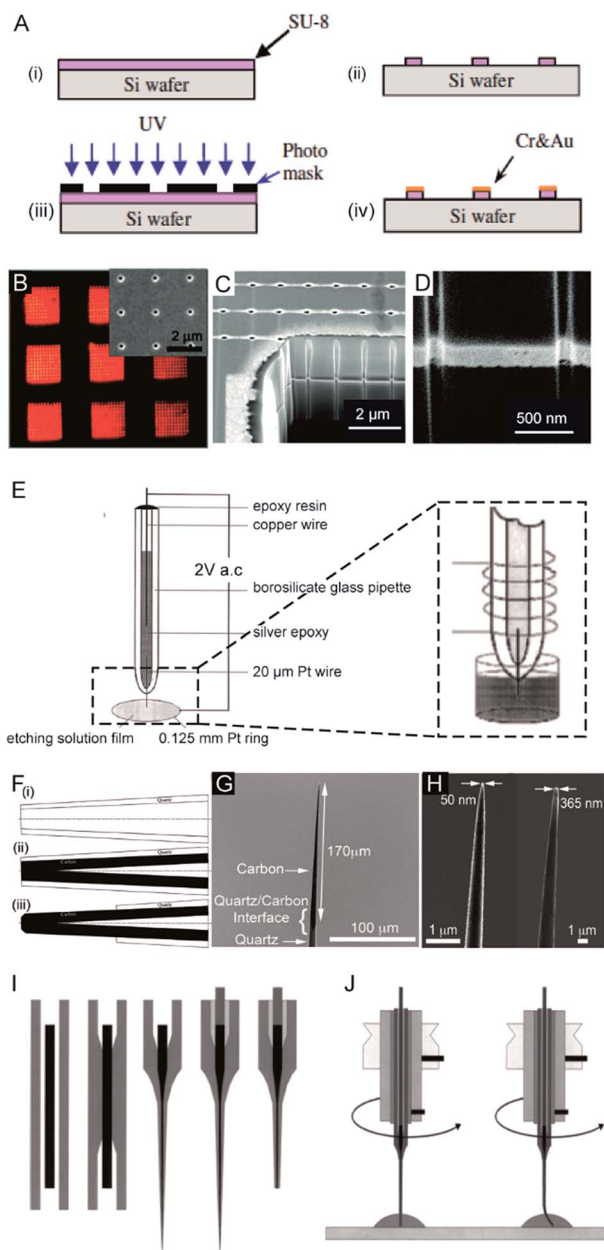 A
SU-8
(i)
Si wafer
(ii)
Si wafer
UV
Photo
mask
(iii)
Si wafer
Cr&Au
(iv)
Si wafer
B
2 µm
C
2 µm
D
500 nm
E
epoxy resin
copper wire
2V a.c
borosilicate glass pipette
silver epoxy
20 µm Pt wire
etching solution film
0.125 mm Pt ring
F
(i)
Quartz
(ii)
Quartz
Carbon
(iii)
Quartz
Carbon
G
170µm
Carbon
Quartz/Carbon
Interface
Quartz
100 µm
H
50 nm
365 nm
1 µm
1
µm
I
J